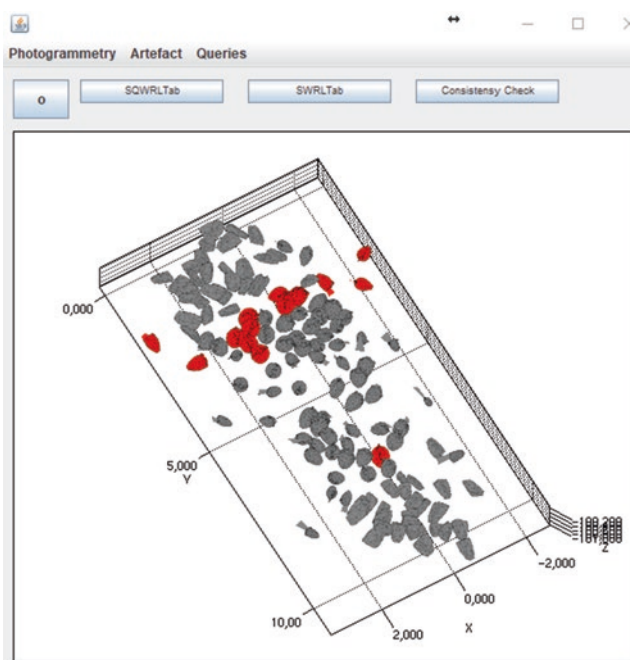 Photogrammetry Artefact Queries
O SQWRLTab SWRLTab Consistensy Check
0,000
5,000
Y
10,00
2,000
0,000
-2,000
X
Z